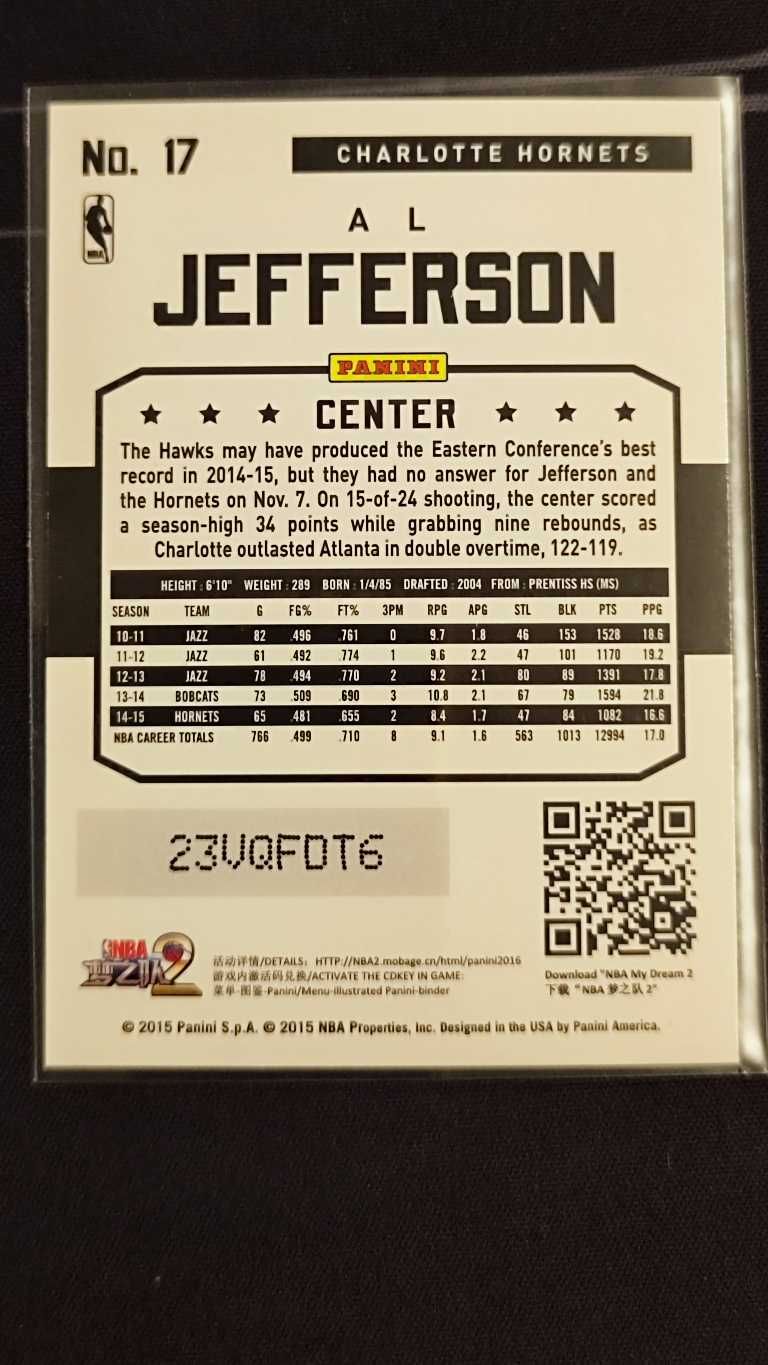 No. 17
CHARLOTTE HORNETS
NBA
AL
JEFFERSON
PANINI
★ ★ ★ CENTER ★ ★ ★
The Hawks may have produced the Eastern Conference's best
record in 2014-15, but they had no answer for Jefferson and
the Hornets on Nov. 7. On 15-of-24 shooting, the center scored
a season-high 34 points while grabbing nine rebounds, as
Charlotte outlasted Atlanta in double overtime, 122-119.
HEIGHT : 6'10" WEIGHT : 289 BORN : 1/4/85 DRAFTED : 2004 FROM : PRENTISS HS (MS)
SEASON TEAM G FG% FT% 3PM RPG APG STL BLK PTS PPG
10-11 JAZZ 82 .496 .761 0 9.7 1.8 46 153 1528 18.6
11-12 JAZZ 61 .492 .774 1 9.6 2.2 47 101 1170 19.2
12-13 JAZZ 78 .494 .770 2 9.2 2.1 80 89 1391 17.8
13-14 BOBCATS 73 .509 .690 3 10.8 2.1 67 79 1594 21.8
14-15 HORNETS 65 .481 .655 2 8.4 1.7 47 84 1082 16.6
NBA CAREER TOTALS 766 .499 .710 8 9.1 1.6 563 1013 12994 17.0
23VQFDT6
NBA
梦之队2
活动详情/DETAILS: HTTP://NBA2.mobage.cn/html/panini2016
游戏内激活码兑换/ACTIVATE THE CDKEY IN GAME:
菜单-图鉴-Panini/Menu-illustrated Panini-binder
Download "NBA My Dream 2
下载 "NBA 梦之队 2"
© 2015 Panini S.p.A. © 2015 NBA Properties, Inc. Designed in the USA by Panini America.